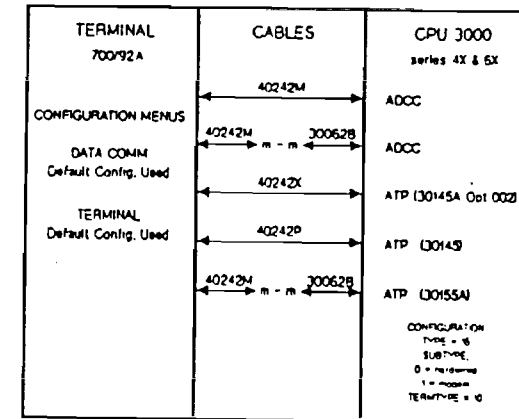 TERMINAL
700/92A
CONFIGURATION MENUS
DATA COMM
Default Config. Used
TERMINAL
Default Config. Used
CABLES
40242M
40242M m - m 30062B
40242X
40242P
40242M m - m 30062B
CPU 3000
series 4X & 6X
ADCC
ADCC
ATP (30145A Opt 002)
ATP (30145)
ATP (30155A)
CONFIGURATION
TYPE = 16
SUBTYPE,
0 = hardwired
1 = modem
TERMTYPE = 10